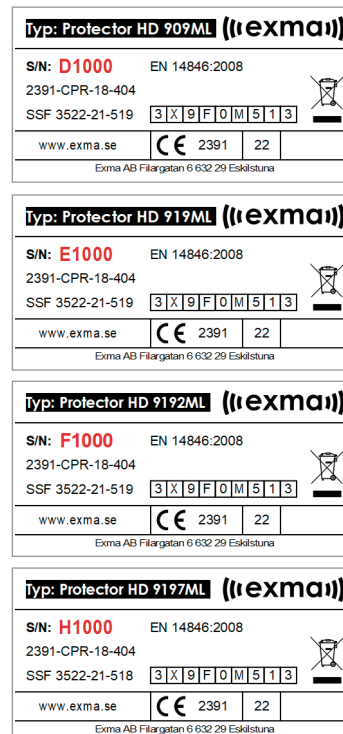 Typ: Protector HD 909ML (((exma)))
S/N: D1000 EN 14846:2008
2391-CPR-18-404
SSF 3522-21-519 3 X 9 F 0 M 5 1 3
www.exma.se CE 2391 22
Exma AB Filargatan 6 632 29 Eskilstuna
Typ: Protector HD 919ML (((exma)))
S/N: E1000 EN 14846:2008
2391-CPR-18-404
SSF 3522-21-519 3 X 9 F 0 M 5 1 3
www.exma.se CE 2391 22
Exma AB Filargatan 6 632 29 Eskilstuna
Typ: Protector HD 9192ML (((exma)))
S/N: F1000 EN 14846:2008
2391-CPR-18-404
SSF 3522-21-519 3 X 9 F 0 M 5 1 3
www.exma.se CE 2391 22
Exma AB Filargatan 6 632 29 Eskilstuna
Typ: Protector HD 9197ML (((exma)))
S/N: H1000 EN 14846:2008
2391-CPR-18-404
SSF 3522-21-518 3 X 9 F 0 M 5 1 3
www.exma.se CE 2391 22
Exma AB Filargatan 6 632 29 Eskilstuna